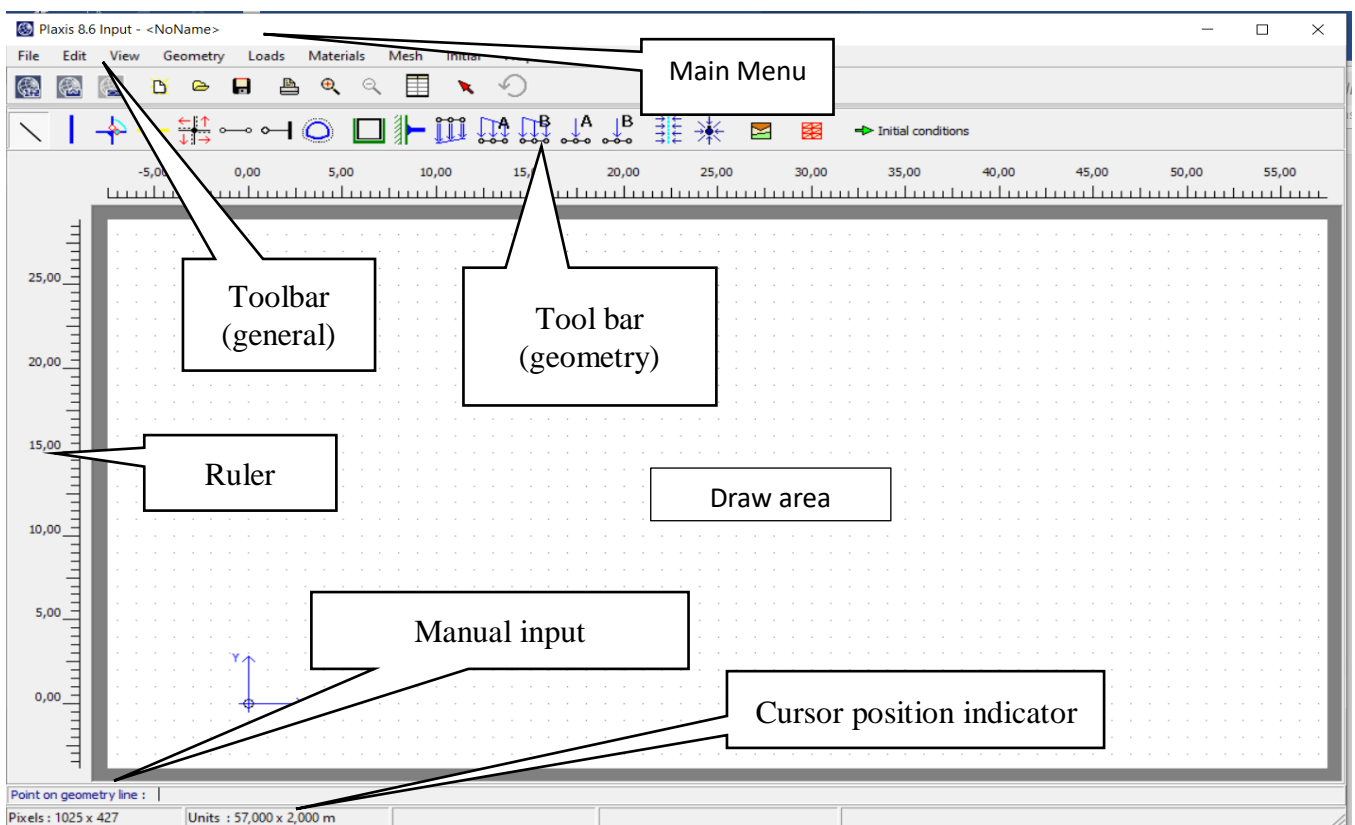 Plaxis 8.6 Input - <NoName>
File Edit View Geometry Loads Materials Mesh Initial
Main Menu
A B A B
Initial conditions
0,00 5,00 10,00 20,00 25,00 30,00 35,00 40,00 45,00 50,00 55,00
25,00
Toolbar
(general)
Tool bar
(geometry)
20,00
15,00
Ruler
Draw area
10,00
5,00
Manual input
Y
0,00
Cursor position indicator
Point on geometry line :
Pixels : 1025 x 427 Units : 57,000 x 2,000 m